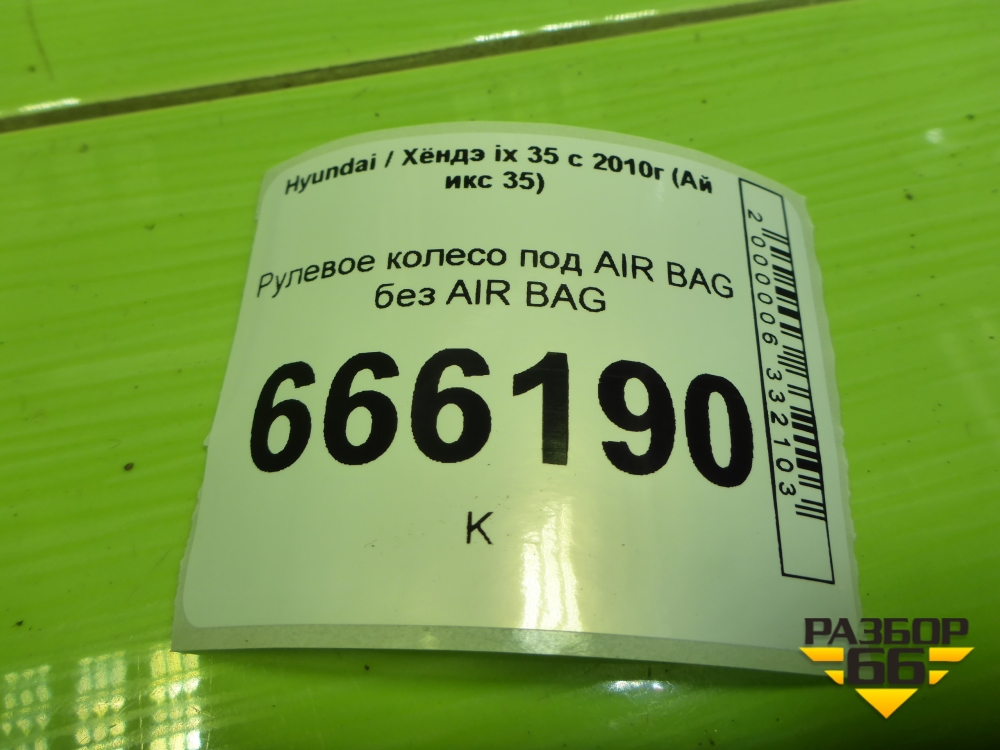 Hyundai / Хёндэ ix 35 с 2010г (Ай
икс 35)
Рулевое колесо под AIR BAG
без AIR BAG
666190
К
2000006332103
РАЗБОР
66